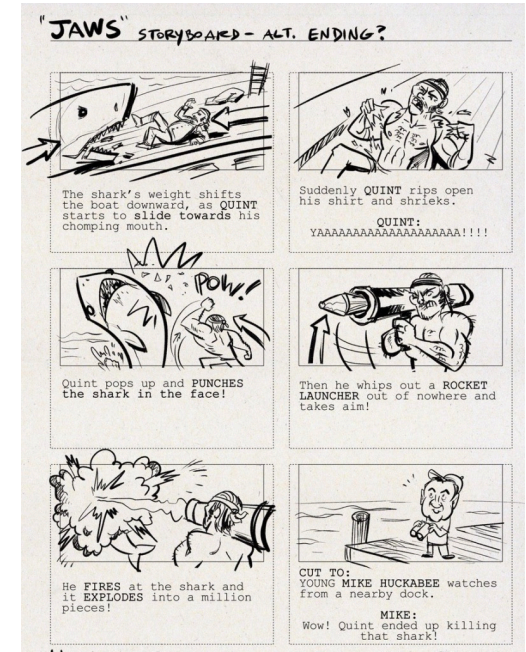 "JAWS" STORYBOARD - ALT. ENDING?
The shark's weight shifts
the boat downward, as QUINT
starts to slide towards his
chomping mouth.
Suddenly QUINT rips open
his shirt and shrieks.
QUINT:
YAAAAAAAAAAAAAAAAAAAA!!!!
POW!!
Quint pops up and PUNCHES
the shark in the face!
Then he whips out a ROCKET
LAUNCHER out of nowhere and
takes aim!
He FIRES at the shark and
it EXPLODES into a million
pieces!
CUT TO:
YOUNG MIKE HUCKABEE watches
from a nearby dock.
MIKE:
Wow! Quint ended up killing
that shark!